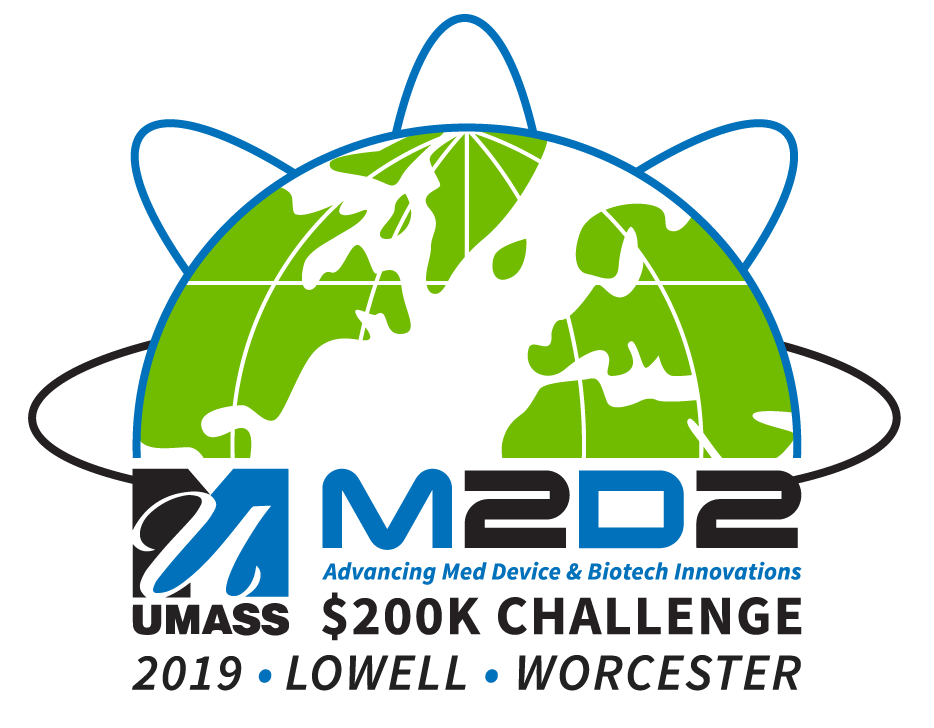 M2D2
Advancing Med Device & Biotech Innovations
UMASS
$200K CHALLENGE
2019 • LOWELL • WORCESTER